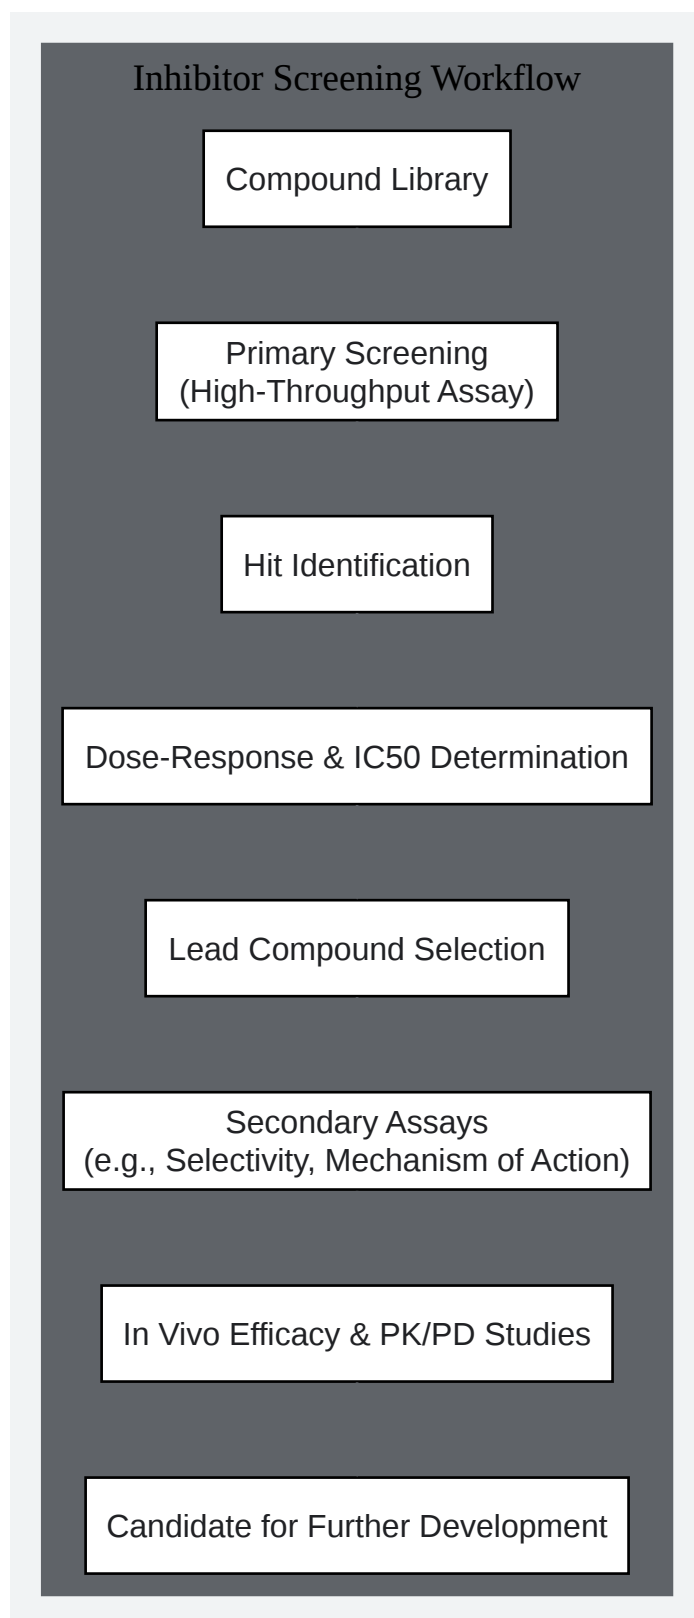 Inhibitor Screening Workflow
Compound Library
Primary Screening
(High-Throughput Assay)
Hit Identification
Dose-Response & IC50 Determination
Lead Compound Selection
Secondary Assays
(e.g., Selectivity, Mechanism of Action)
In Vivo Efficacy & PK/PD Studies
Candidate for Further Development